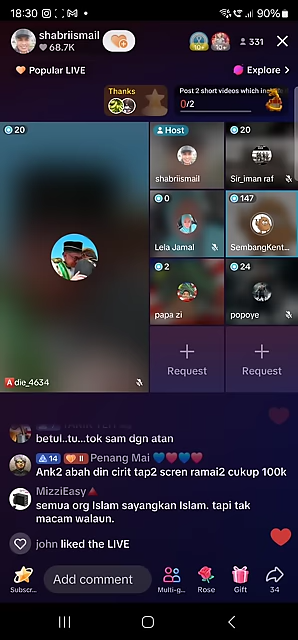 18:30
90%
shabriismail
68.7K
10+
10+
331
Popular LIVE
Explore >
Thanks
Post 2 short videos which in
0/2
20
Host
shabriismail
20
Sir_iman raf
0
Lela Jamal
147
SembangKent...
2
papa zi
24
popoye
A die_4634
Request
Request
betul..tu...tok sam dgn atan
14 II Penang Mai 💙❤️💙❤️
Ank2 abah din cirit tap2 scren ramai2 cukup 100k
MizziEasy🔺
semua org Islam sayangkan Islam. tapi tak
macam walaun.
john liked the LIVE
Subscr...
Add comment
Multi-g...
Rose
Gift
34